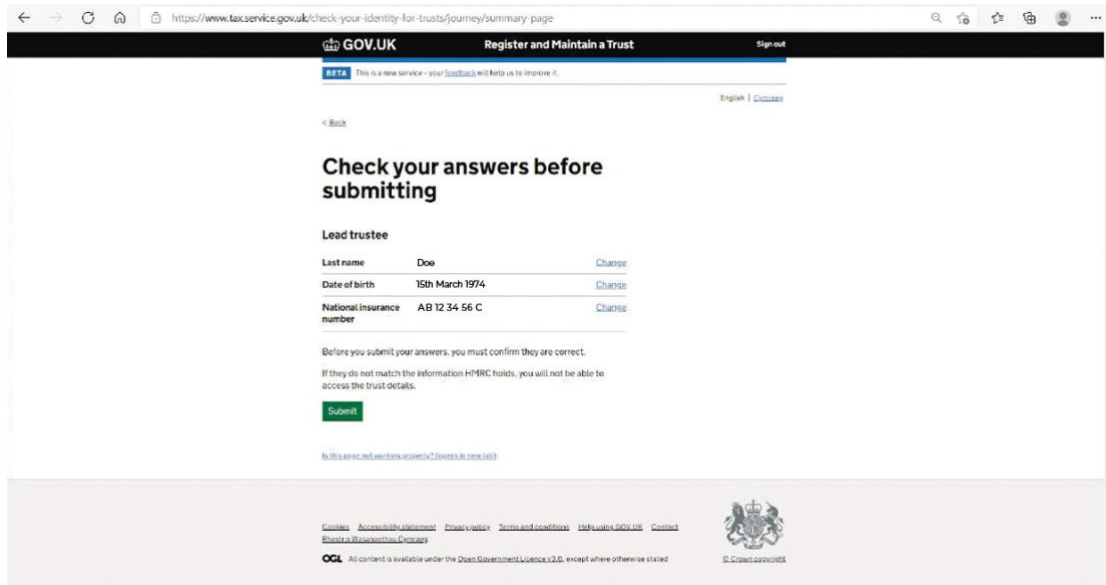 https://www.tax.service.gov.uk/check-your-identity-for-trusts/journey/summary-page
GOV.UK Register and Maintain a Trust Sign out
BETA This is a new service – your feedback will help us to improve it.
English | Cymraeg
< Back
Check your answers before
submitting
Lead trustee
Last name Doe Change
Date of birth 15th March 1974 Change
National insurance AB 12 34 56 C Change
number
Before you submit your answers, you must confirm they are correct.
If they do not match the information HMRC holds, you will not be able to
access the trust details.
Submit
Is this page not working properly? (opens in new tab)
Cookies Accessibility statement Privacy policy Terms and conditions Help using GOV.UK Contact
Rhestr o Wasanaethau Cymraeg
OGL All content is available under the Open Government Licence v3.0, except where otherwise stated
© Crown copyright